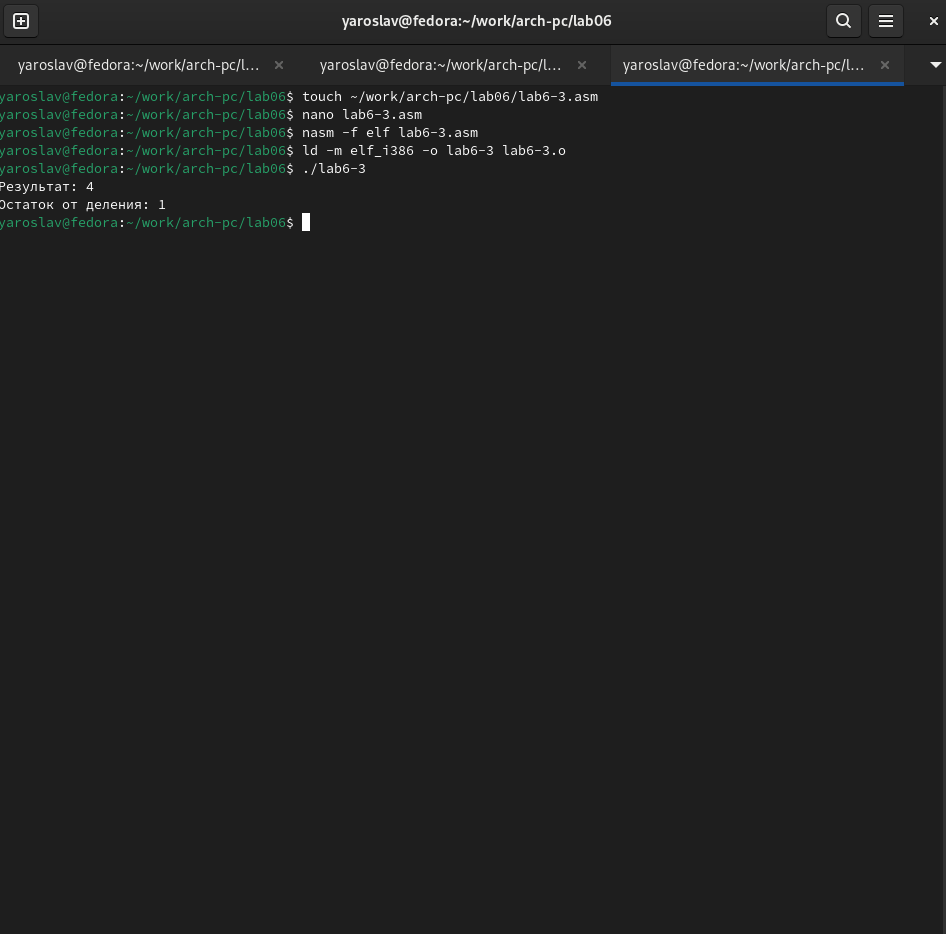 yaroslav@fedora:~/work/arch-pc/lab06
yaroslav@fedora:~/work/arch-pc/l... yaroslav@fedora:~/work/arch-pc/l... yaroslav@fedora:~/work/arch-pc/l...
yaroslav@fedora:~/work/arch-pc/lab06$ touch ~/work/arch-pc/lab06/lab6-3.asm
yaroslav@fedora:~/work/arch-pc/lab06$ nano lab6-3.asm
yaroslav@fedora:~/work/arch-pc/lab06$ nasm -f elf lab6-3.asm
yaroslav@fedora:~/work/arch-pc/lab06$ ld -m elf_i386 -o lab6-3 lab6-3.o
yaroslav@fedora:~/work/arch-pc/lab06$ ./lab6-3
Результат: 4
Остаток от деления: 1
yaroslav@fedora:~/work/arch-pc/lab06$